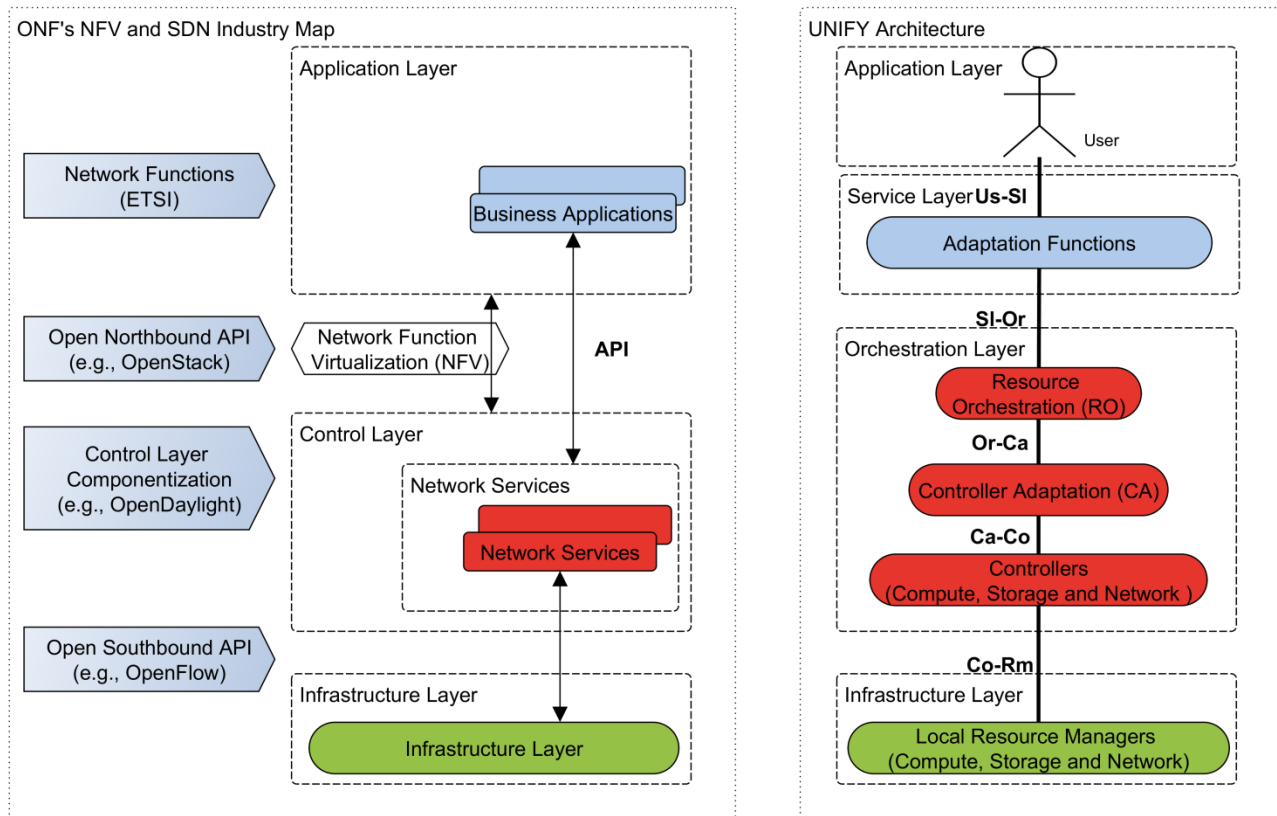 ONF's NFV and SDN Industry Map
Application Layer
Network Functions
(ETSI)
Business Applications
Open Northbound API
(e.g., OpenStack)
Network Function
Virtualization (NFV)
API
Control Layer
Componentization
(e.g., OpenDaylight)
Control Layer
Network Services
Network Services
Open Southbound API
(e.g., OpenFlow)
Infrastructure Layer
Infrastructure Layer
UNIFY Architecture
Application Layer
User
Service Layer
Us-Sl
Adaptation Functions
Sl-Or
Orchestration Layer
Resource
Orchestration (RO)
Or-Ca
Controller Adaptation (CA)
Ca-Co
Controllers
(Compute, Storage and Network )
Co-Rm
Infrastructure Layer
Local Resource Managers
(Compute, Storage and Network)